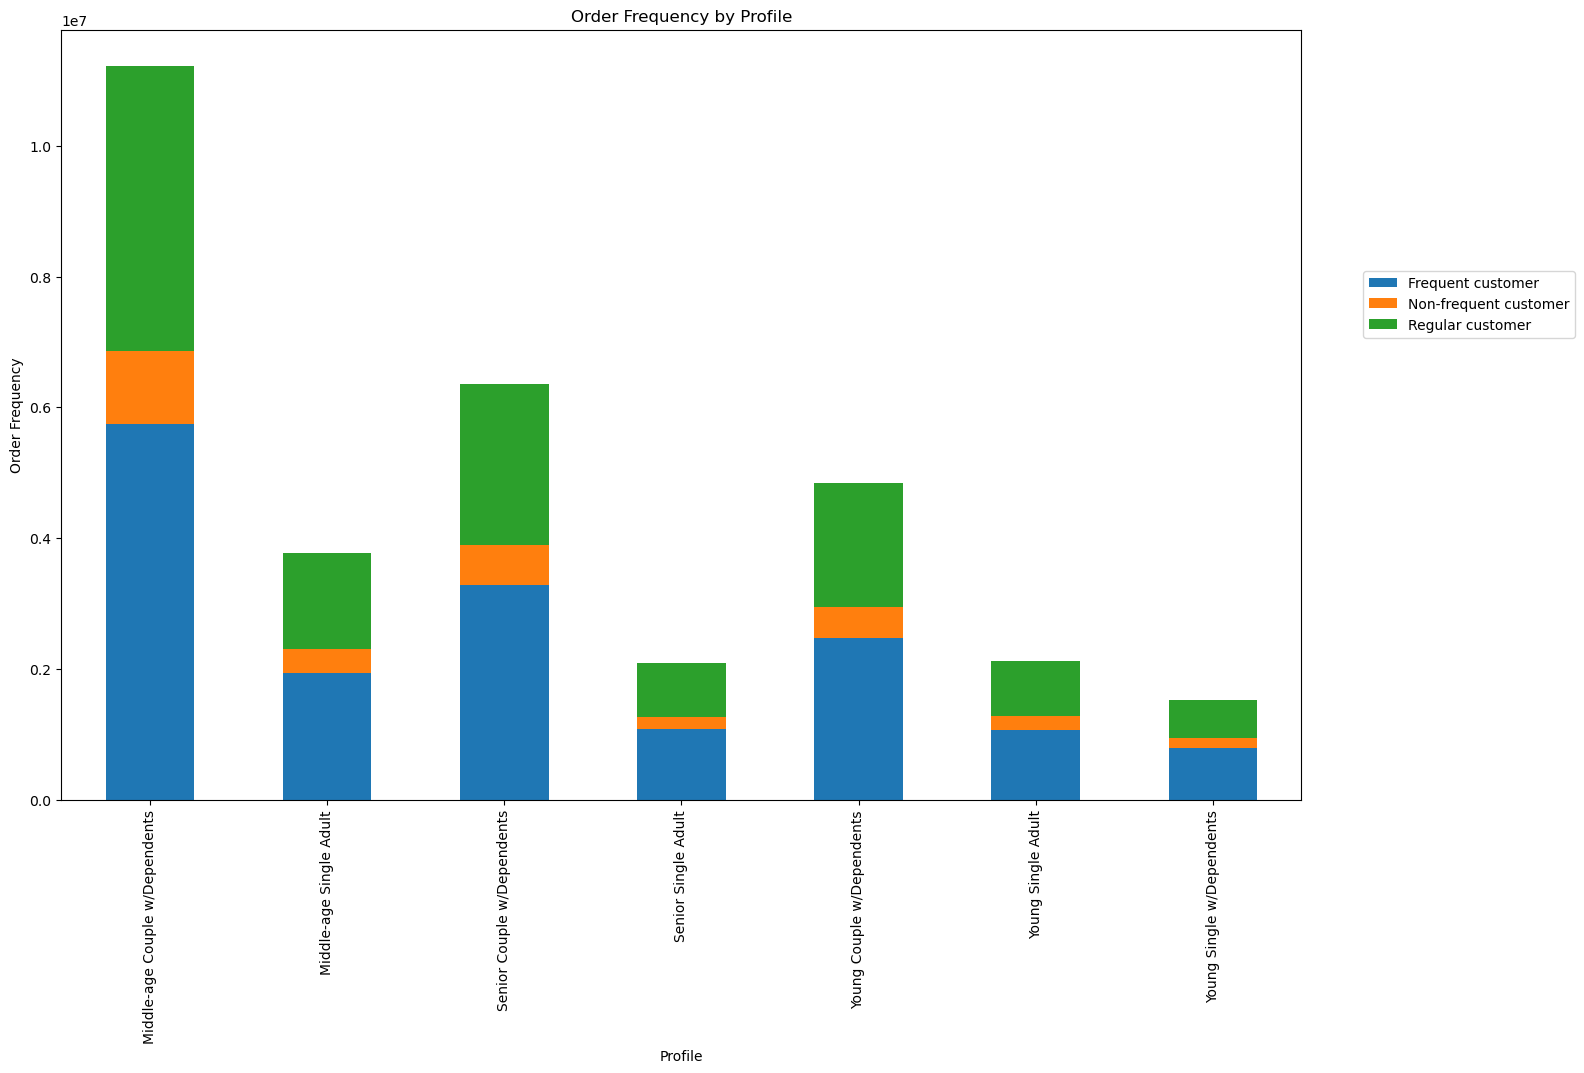 Order Frequency by Profile
1e7
1.0
0.8
0.6
0.4
0.2
0.0
Order Frequency
Frequent customer
Non-frequent customer
Regular customer
Middle-age Couple w/Dependents
Middle-age Single Adult
Senior Couple w/Dependents
Senior Single Adult
Young Couple w/Dependents
Young Single Adult
Young Single w/Dependents
Profile